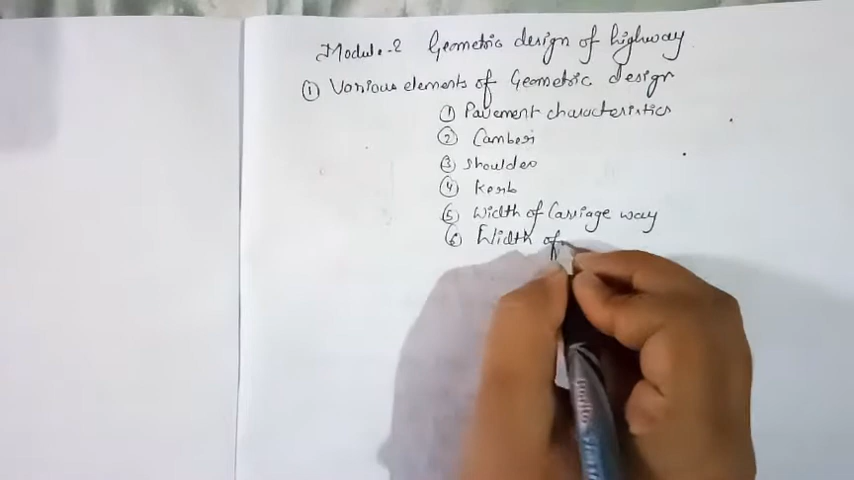 Module-2 Geometric design of highway
① Various elements of Geometric design
① Pavement characteristics
② Camber
③ Shoulder
④ Kerb
⑤ Width of Carriage way
⑥ Width of